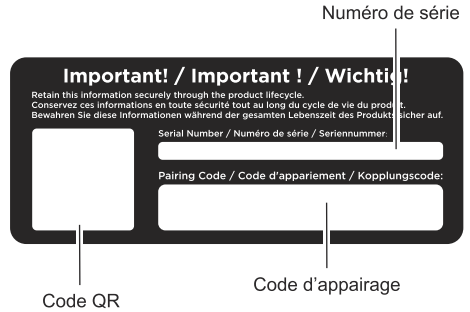 Numéro de série
Important! / Important ! / Wichtig!
Retain this information securely through the product lifecycle.
Conservez ces informations en toute sécurité tout au long du cycle de vie du produit.
Bewahren Sie diese Informationen während der gesamten Lebenszeit des Produkts sicher auf.
Serial Number / Numéro de série / Seriennummer:
Pairing Code / Code d'appariement / Kopplungscode:
Code d'appairage
Code QR